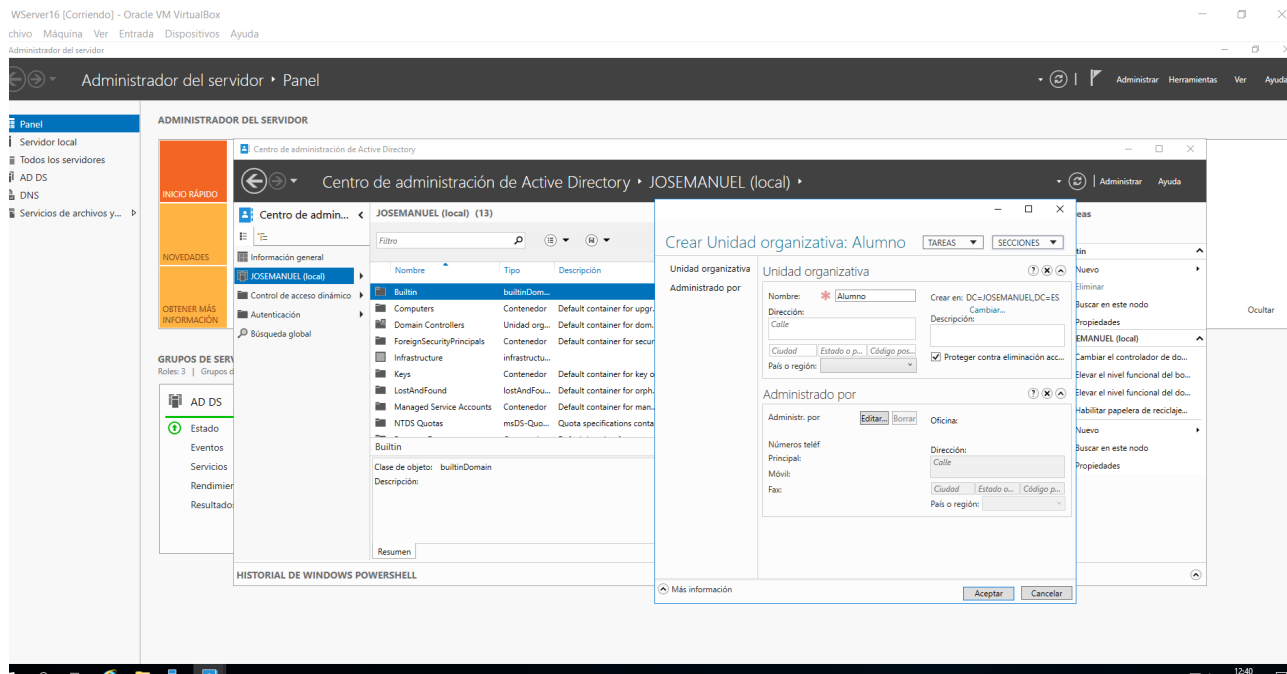 WServer16 [Corriendo] - Oracle VM VirtualBox
chivo Máquina Ver Entrada Dispositivos Ayuda
Administrador del servidor
Administrador del servidor • Panel
Administrar Herramientas Ver Ayuda
Panel
Servidor local
Todos los servidores
AD DS
DNS
Servicios de archivos y...
ADMINISTRADOR DEL SERVIDOR
INICIO RÁPIDO
NOVEDADES
OBTENER MÁS
INFORMACIÓN
Ocultar
GRUPOS DE SERV
Roles: 3 | Grupos d
AD DS
Estado
Eventos
Servicios
Rendimier
Resultado
Centro de administración de Active Directory
Centro de administración de Active Directory • JOSEMANUEL (local) •
Administrar Ayuda
Centro de admin...
Información general
JOSEMANUEL (local)
Control de acceso dinámico
Autenticación
Búsqueda global
JOSEMANUEL (local) (13)
Filtro
Nombre Tipo Descripción
Builtin builtinDom...
Computers Contenedor Default container for upgr.
Domain Controllers Unidad org... Default container for dom.
ForeignSecurityPrincipals Contenedor Default container for secur
Infrastructure infrastructu...
Keys Contenedor Default container for key o
LostAndFound lostAndFou... Default container for orph.
Managed Service Accounts Contenedor Default container for man.
NTDS Quotas msDS-Quo... Quota specifications conta
Builtin
Clase de objeto: builtinDomain
Descripción:
Resumen
HISTORIAL DE WINDOWS POWERSHELL
Crear Unidad organizativa: Alumno
TAREAS SECCIONES
Unidad organizativa
Administrado por
Unidad organizativa
Nombre: Alumno
Crear en: DC=JOSEMANUEL,DC=ES
Cambiar...
Dirección:
Calle
Descripción:
Ciudad Estado o p... Código pos...
Proteger contra eliminación acc...
País o región:
Administrado por
Administr. por Editar... Borrar
Oficina:
Números teléf
Principal:
Móvil:
Fax:
Dirección:
Calle
Ciudad Estado o... Código p...
País o región:
Más información
Aceptar Cancelar
eas
tin
Nuevo
Eliminar
Buscar en este nodo
Propiedades
EMANUEL (local)
Cambiar el controlador de do...
Elevar el nivel funcional del bo...
Elevar el nivel funcional del do...
Habilitar papelera de reciclaje...
Nuevo
Buscar en este nodo
Propiedades
12:40